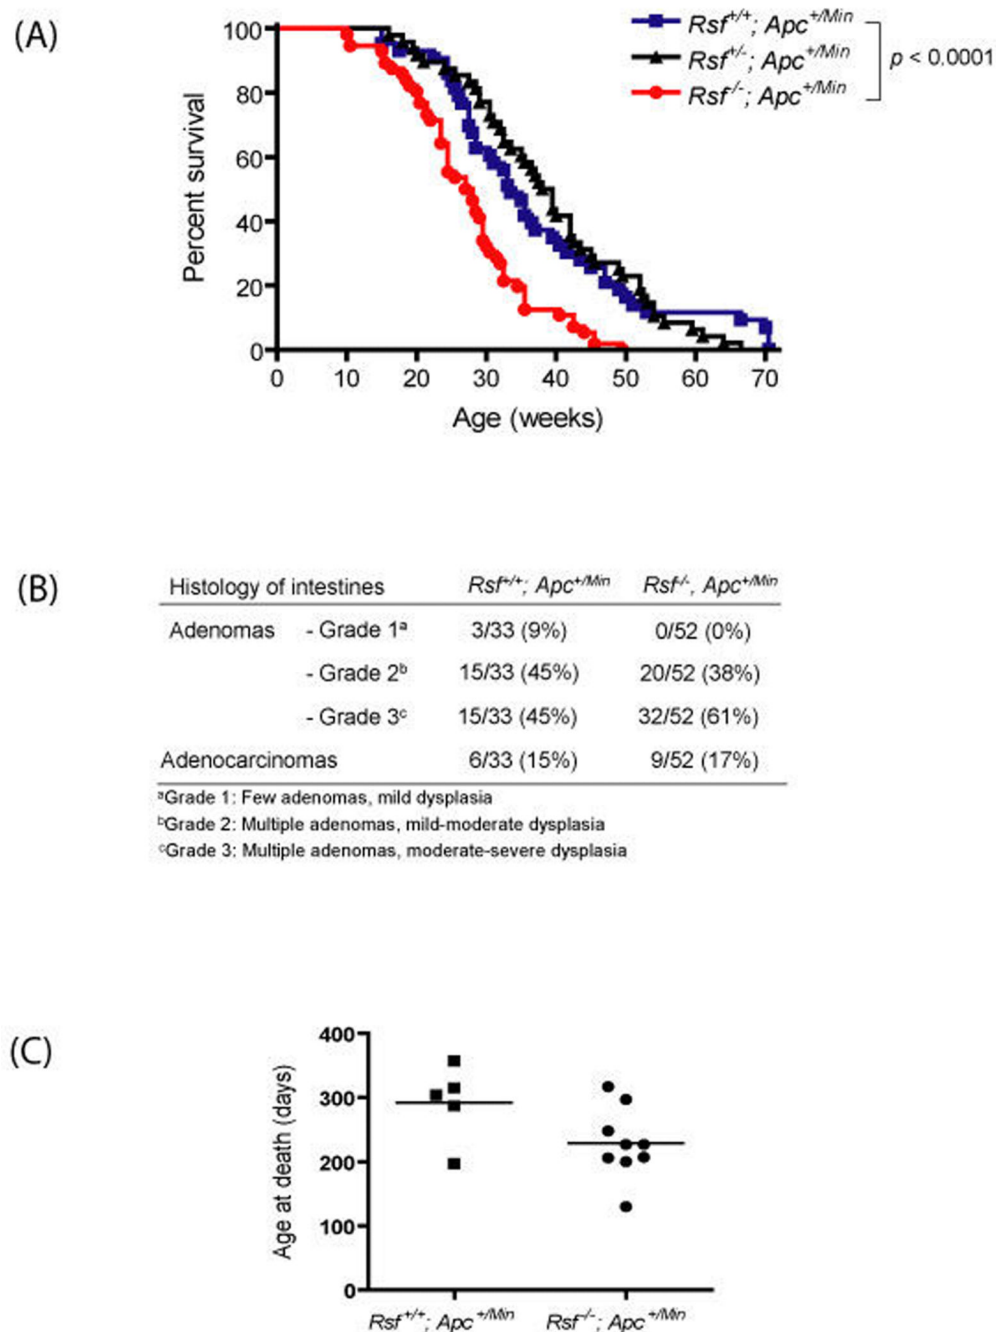 (A)
Rsf+/+; Apc+/Min
Rsf+/-; Apc+/Min
Rsf-/-; Apc+/Min
p < 0.0001
Percent survival
100
80
60
40
20
0
0 10 20 30 40 50 60 70
Age (weeks)
(B)
Histology of intestines Rsf+/+; Apc+/Min Rsf-/-, Apc+/Min
Adenomas - Grade 1a 3/33 (9%) 0/52 (0%)
- Grade 2b 15/33 (45%) 20/52 (38%)
- Grade 3c 15/33 (45%) 32/52 (61%)
Adenocarcinomas 6/33 (15%) 9/52 (17%)
aGrade 1: Few adenomas, mild dysplasia
bGrade 2: Multiple adenomas, mild-moderate dysplasia
cGrade 3: Multiple adenomas, moderate-severe dysplasia
(C)
Age at death (days)
400
300
200
100
0
Rsf+/+; Apc+/Min Rsf-/-; Apc+/Min